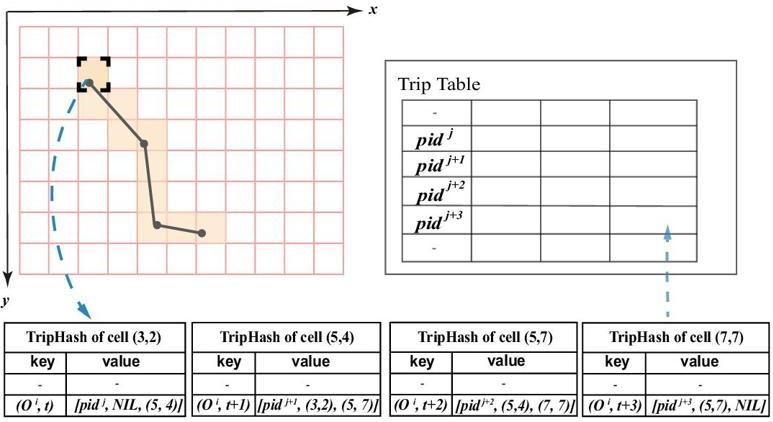 x
y
Trip Table
-
pid j
pid j+1
pid j+2
pid j+3
-
TripHash of cell (3,2)
key value
- -
(O i, t) [pid j, NIL, (5, 4)]
TripHash of cell (5,4)
key value
- -
(O i, t+1) [pid j+1, (3,2), (5, 7)]
TripHash of cell (5,7)
key value
- -
(O i, t+2) [pid j+2, (5,4), (7, 7)]
TripHash of cell (7,7)
key value
- -
(O i, t+3) [pid j+3, (5,7), NIL]